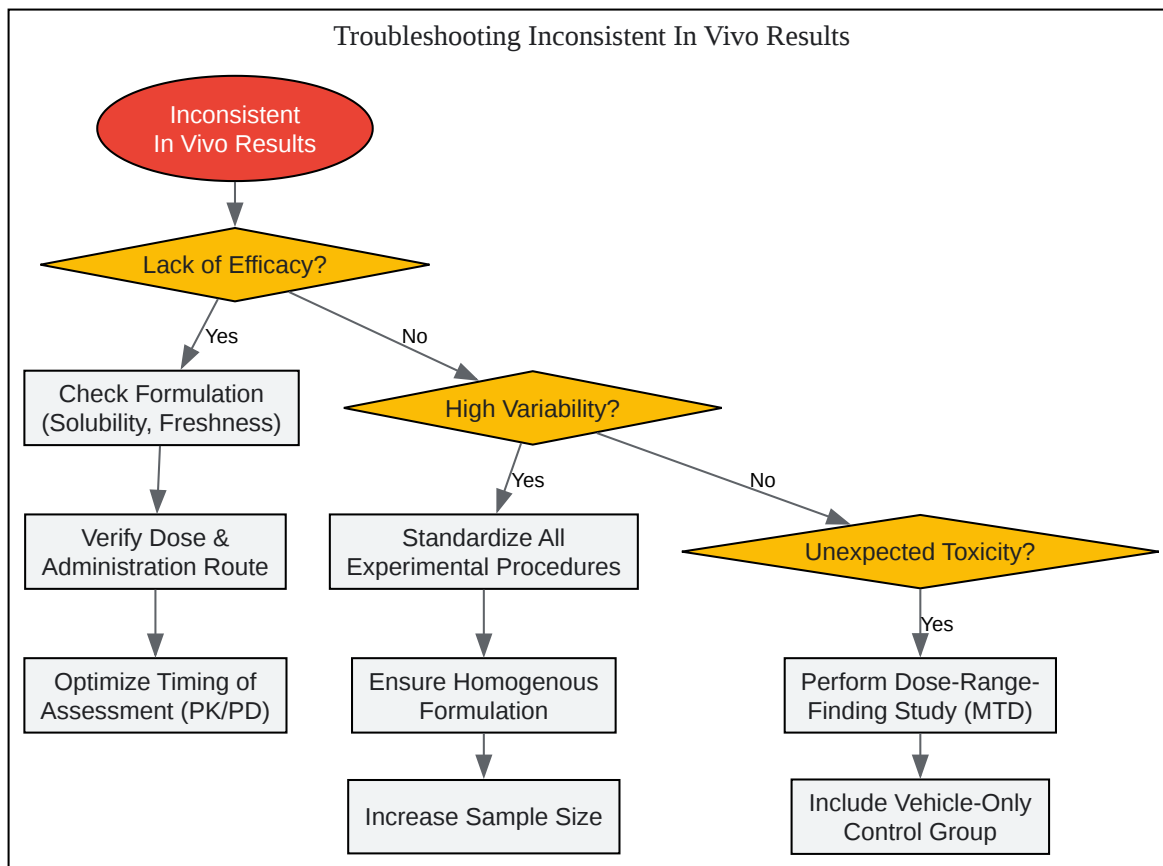 Troubleshooting Inconsistent In Vivo Results
Inconsistent
In Vivo Results
Lack of Efficacy?
Yes
No
Check Formulation
(Solubility, Freshness)
High Variability?
Yes
No
Verify Dose &
Administration Route
Standardize All
Experimental Procedures
Unexpected Toxicity?
Yes
Optimize Timing of
Assessment (PK/PD)
Ensure Homogenous
Formulation
Perform Dose-Range-
Finding Study (MTD)
Increase Sample Size
Include Vehicle-Only
Control Group